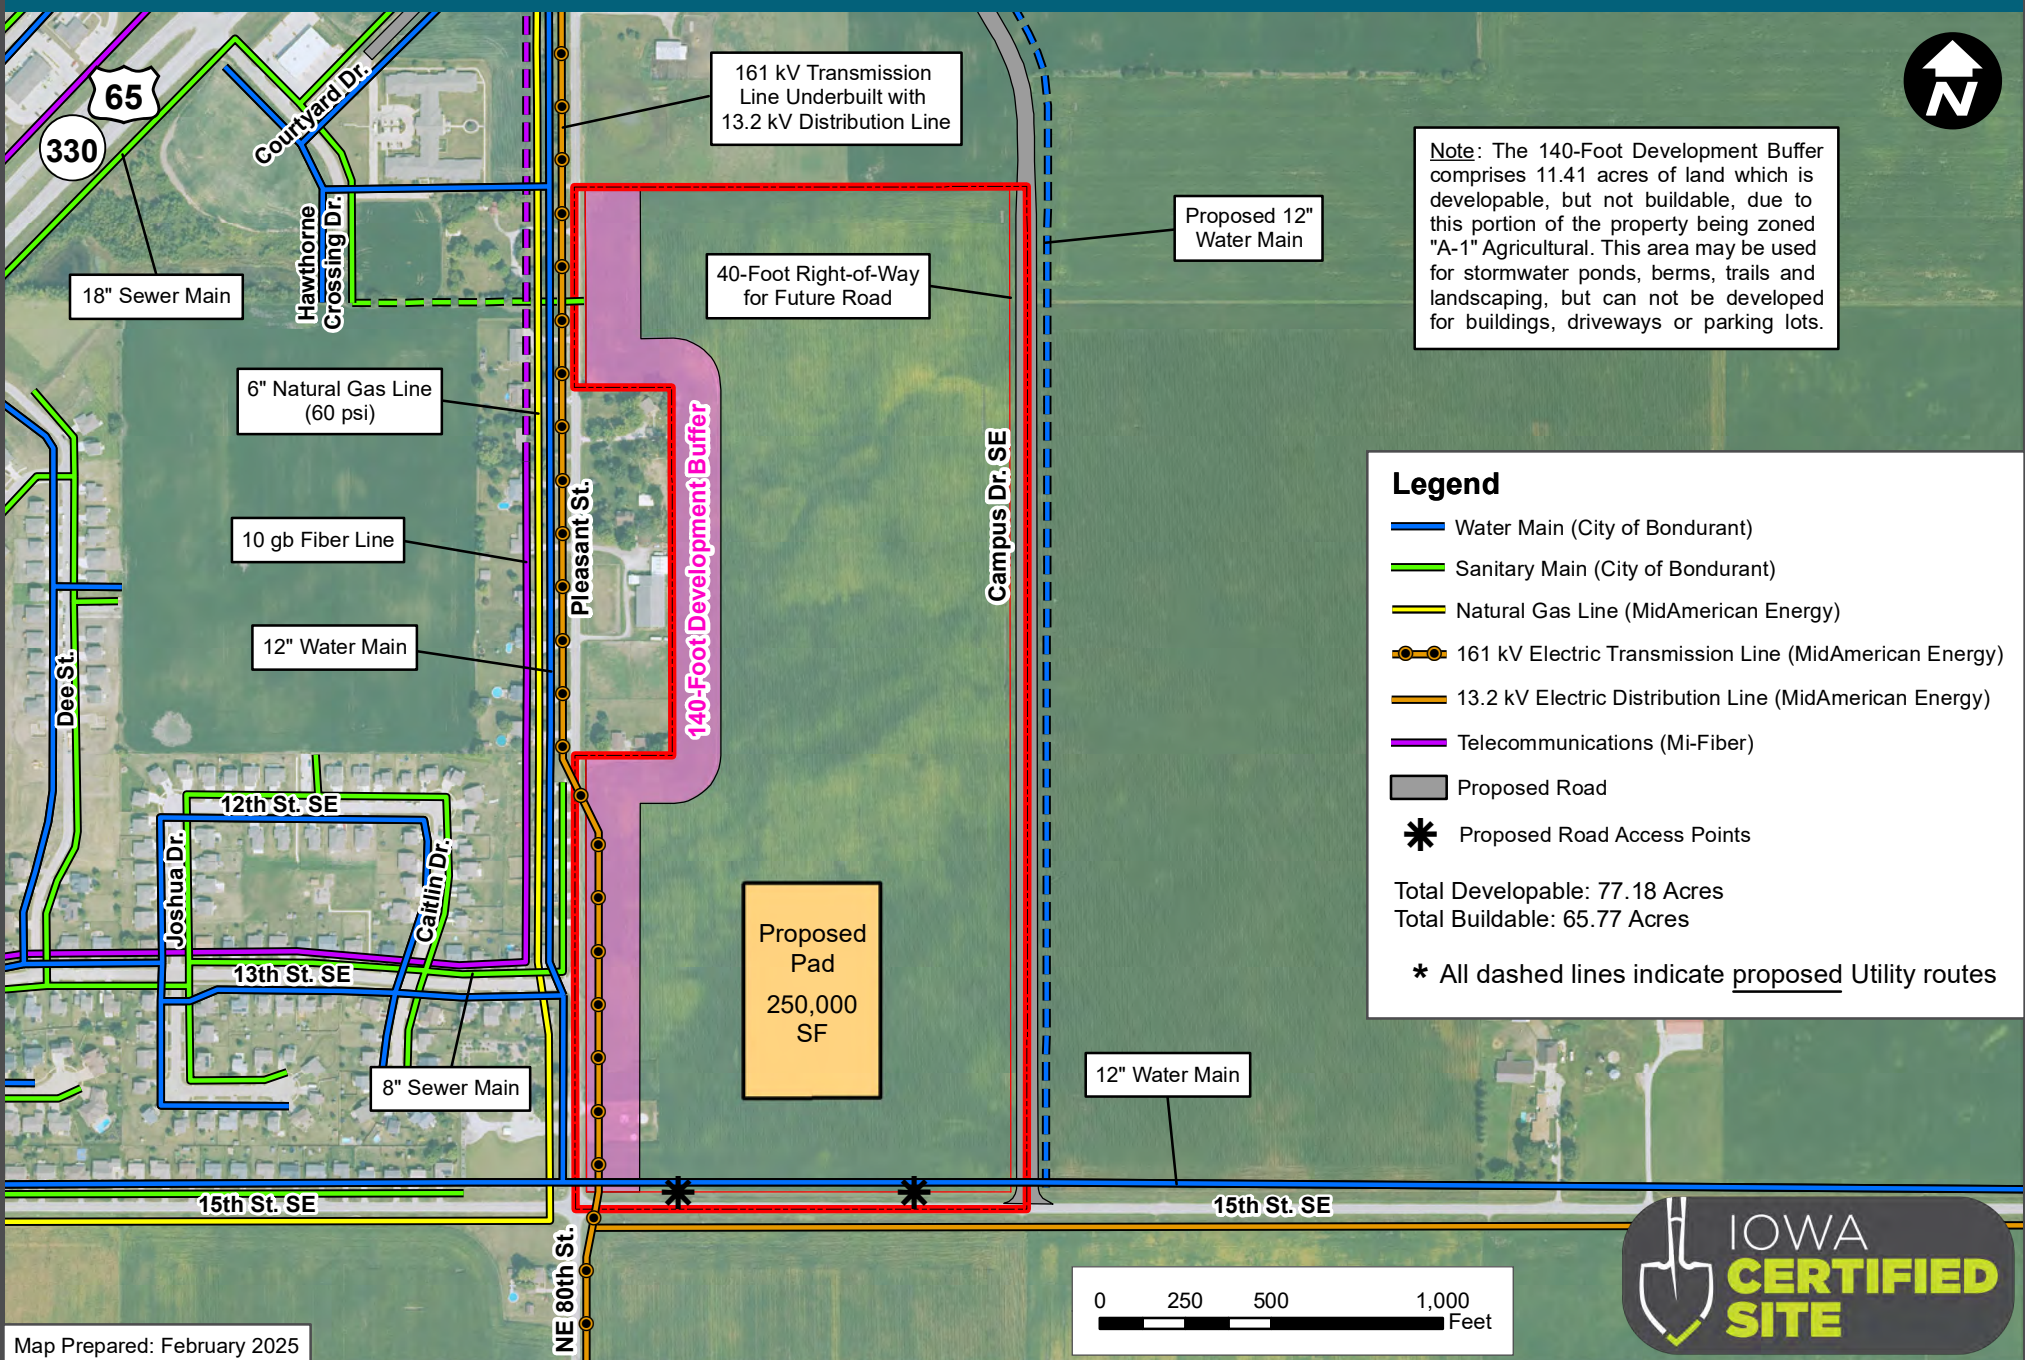 65
330
Courtyard Dr.
161 kV Transmission
Line Underbuilt with
13.2 kV Distribution Line
N
Note: The 140-Foot Development Buffer
comprises 11.41 acres of land which is
developable, but not buildable, due to
this portion of the property being zoned
"A-1" Agricultural. This area may be used
for stormwater ponds, berms, trails and
landscaping, but can not be developed
for buildings, driveways or parking lots.
Proposed 12"
Water Main
Hawthorne
Crossing Dr.
18" Sewer Main
40-Foot Right-of-Way
for Future Road
6" Natural Gas Line
(60 psi)
10 gb Fiber Line
12" Water Main
Pleasant St.
140-Foot Development Buffer
Campus Dr. SE
Dee St.
Legend
Water Main (City of Bondurant)
Sanitary Main (City of Bondurant)
Natural Gas Line (MidAmerican Energy)
161 kV Electric Transmission Line (MidAmerican Energy)
13.2 kV Electric Distribution Line (MidAmerican Energy)
Telecommunications (Mi-Fiber)
Proposed Road
Proposed Road Access Points
Total Developable: 77.18 Acres
Total Buildable: 65.77 Acres
* All dashed lines indicate proposed Utility routes
12th St. SE
Joshua Dr.
Caitlin Dr.
13th St. SE
8" Sewer Main
Proposed
Pad
250,000
SF
12" Water Main
15th St. SE
15th St. SE
NE 80th St.
0 250 500 1,000
Feet
IOWA
CERTIFIED
SITE
Map Prepared: February 2025